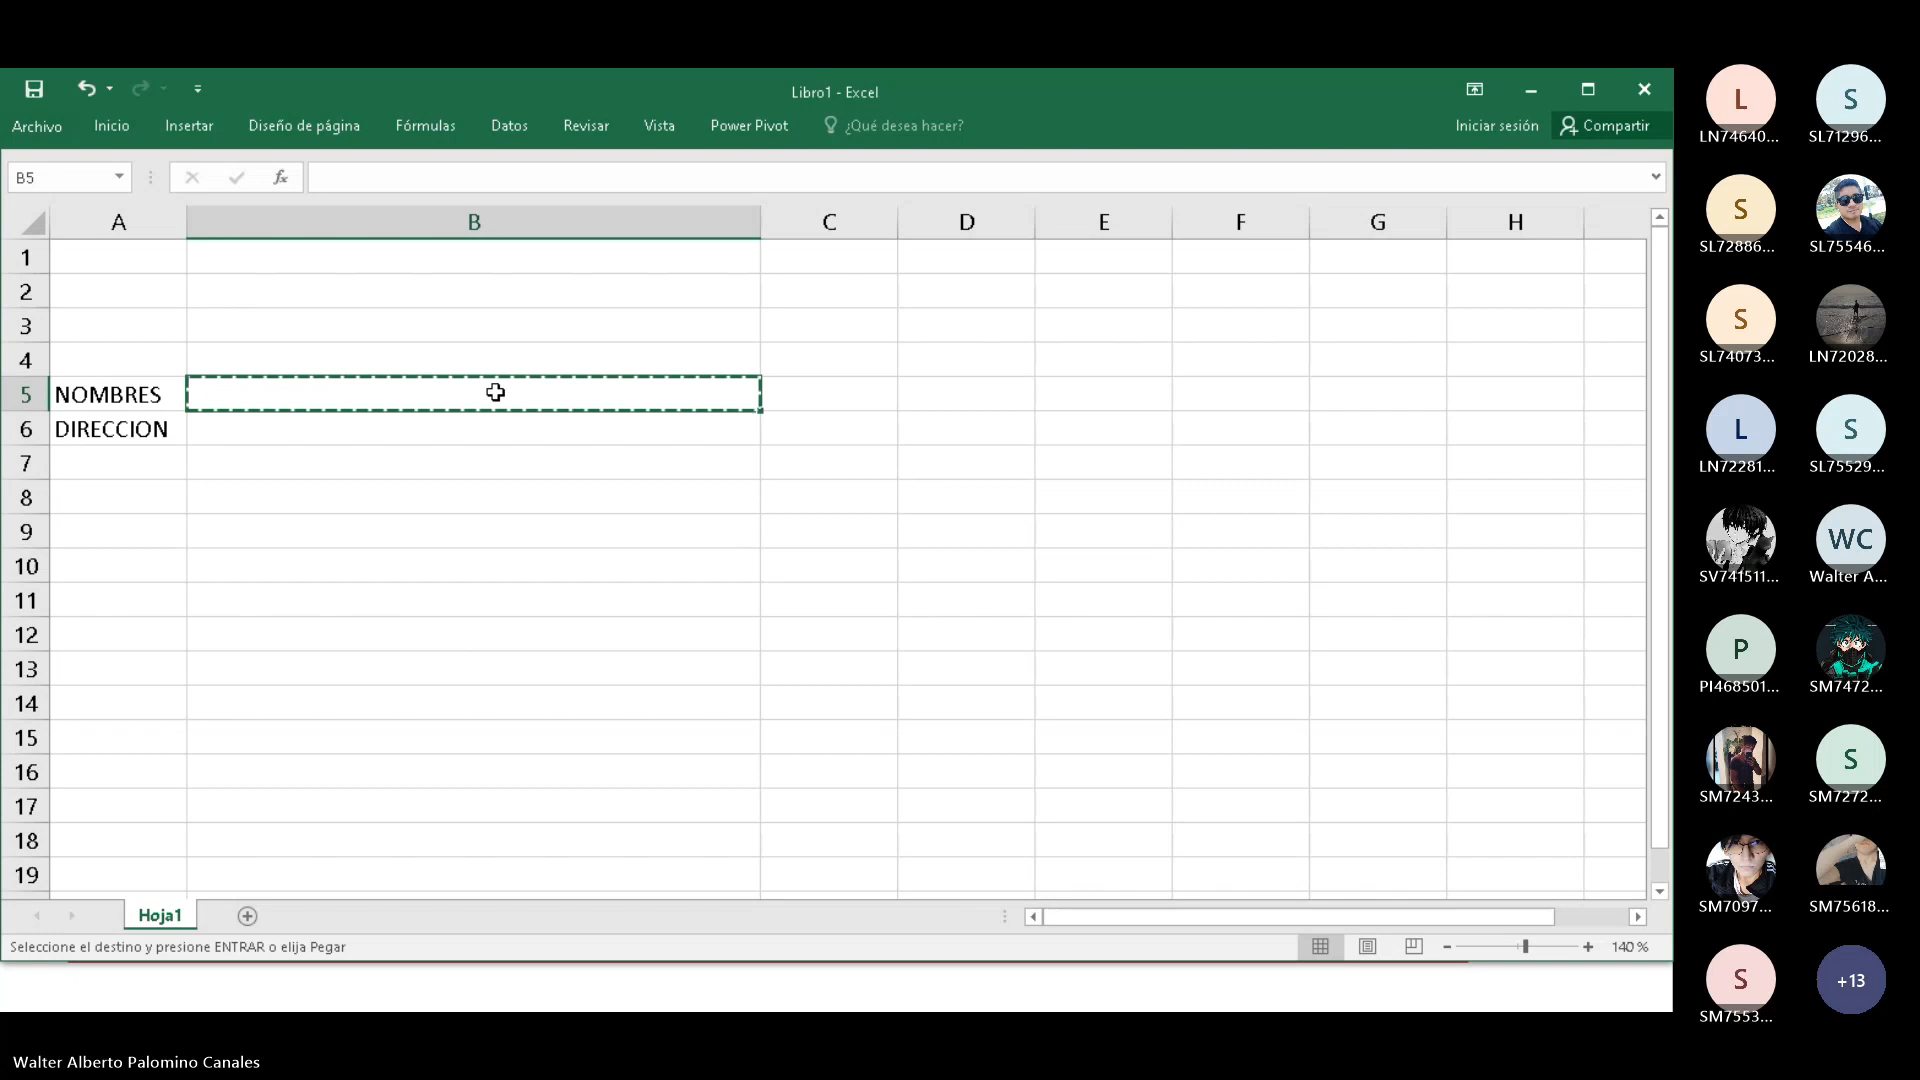 Libro1 - Excel
Archivo Inicio Insertar Diseño de página Fórmulas Datos Revisar Vista Power Pivot ¿Qué desea hacer? Iniciar sesión Compartir
B5 fx
A B C D E F G H
1
2
3
4
5 NOMBRES
6 DIRECCION
7
8
9
10
11
12
13
14
15
16
17
18
19
Hoja1
Seleccione el destino y presione ENTRAR o elija Pegar 140 %
L S
LN74640... SL71296...
S
SL72886... SL75546...
S
SL74073... LN72028...
L S
LN72281... SL75529...
WC
SV741511... Walter A...
P
PI468501... SM7472...
S
SM7243... SM7272...
SM7097... SM75618...
S +13
SM7553...
Walter Alberto Palomino Canales